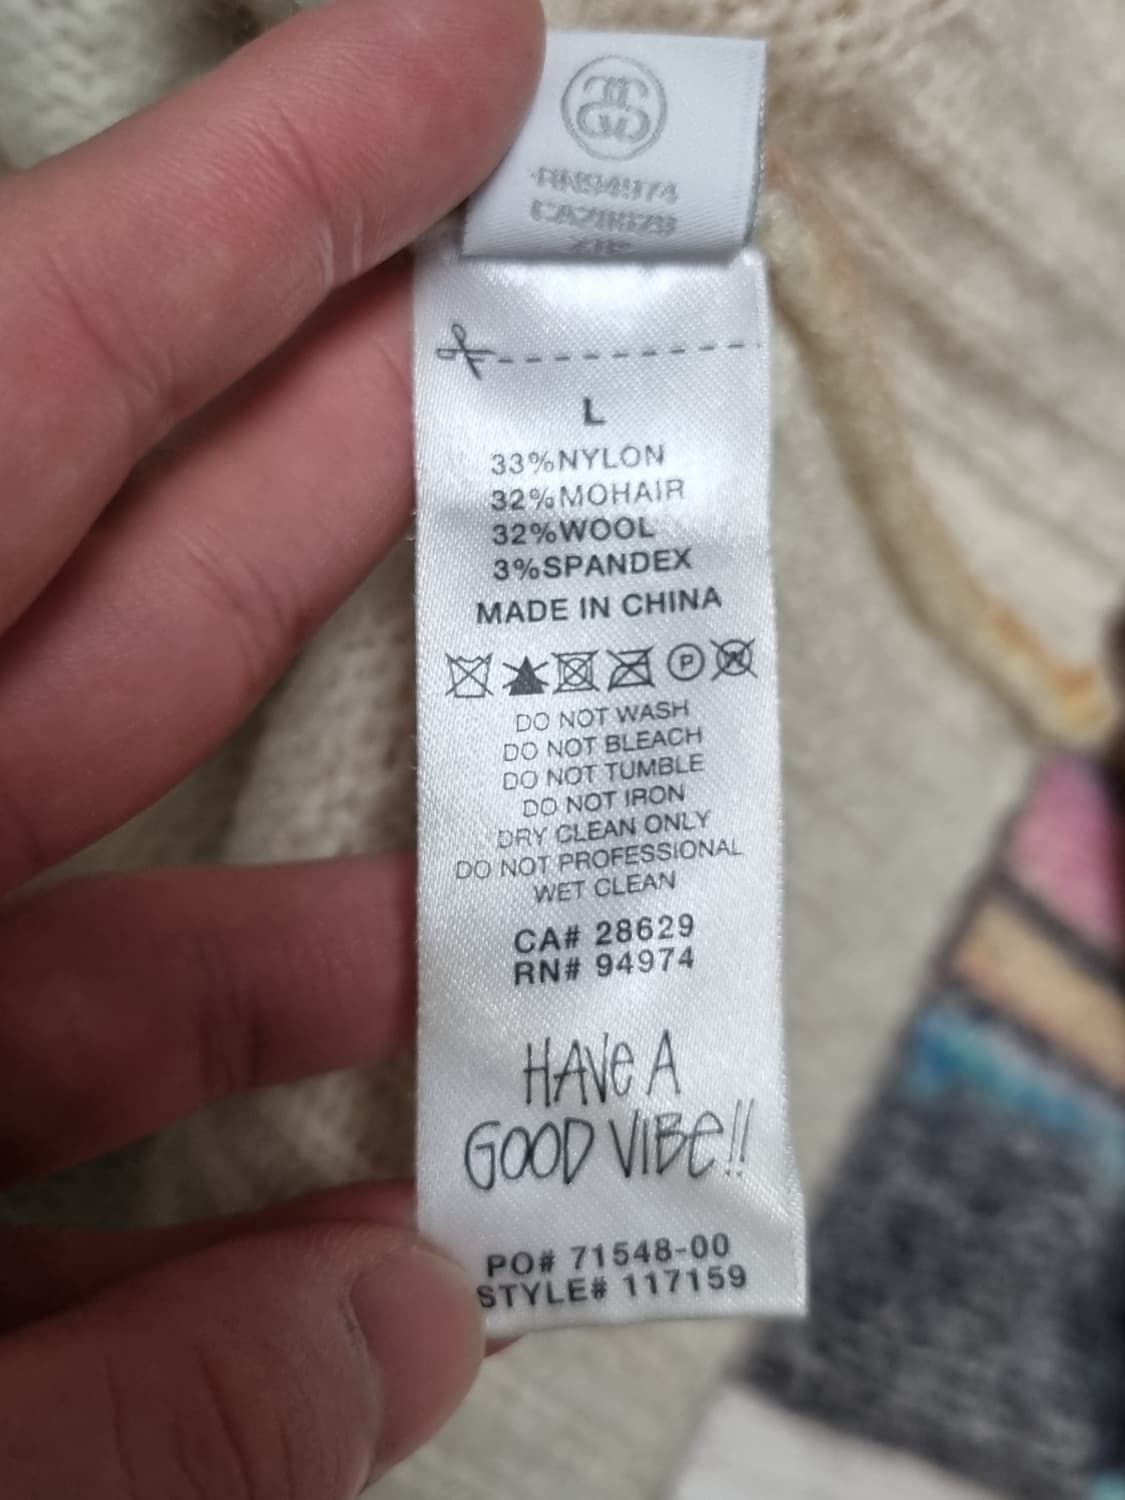 RN94974
L
33%NYLON
32%MOHAIR
32%WOOL
3%SPANDEX
MADE IN CHINA
P
DO NOT WASH
DO NOT BLEACH
DO NOT TUMBLE
DO NOT IRON
DRY CLEAN ONLY
DO NOT PROFESSIONAL
WET CLEAN
CA# 28629
RN# 94974
HAVE A
GOOD VIBE!!
PO# 71548-00
STYLE# 117159